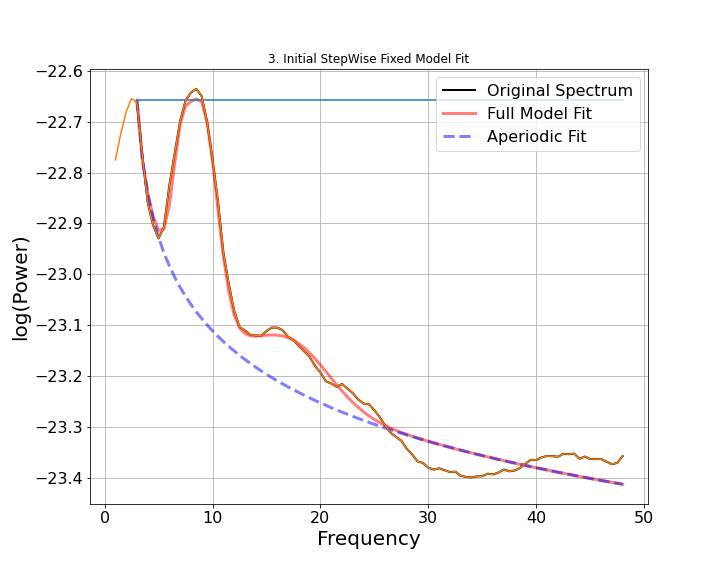 3. Initial StepWise Fixed Model Fit
−22.6
−22.7
−22.8
−22.9
−23.0
−23.1
−23.2
−23.3
−23.4
log(Power)
Original Spectrum
Full Model Fit
Aperiodic Fit
0 10 20 30 40 50
Frequency